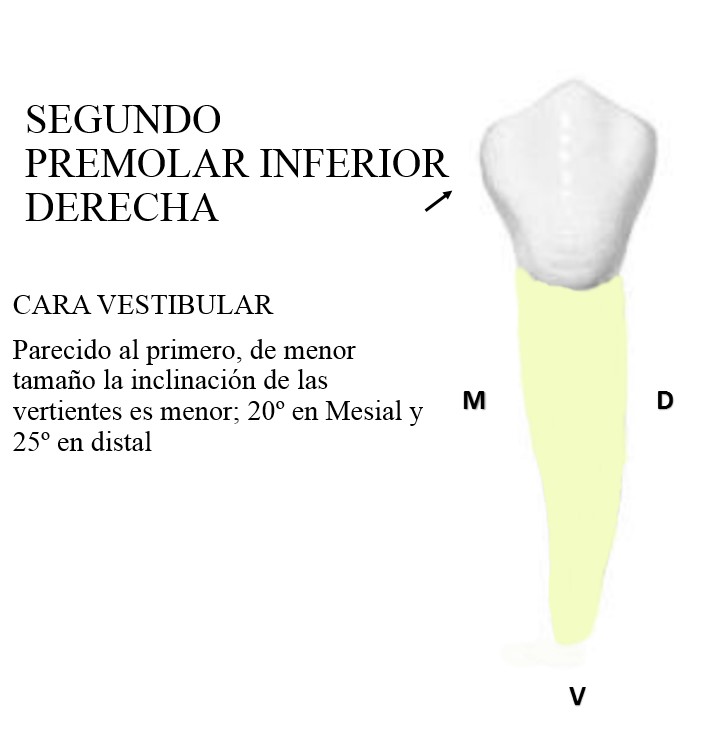 SEGUNDO
PREMOLAR INFERIOR
DERECHA
CARA VESTIBULAR
Parecido al primero, de menor
tamaño la inclinación de las
vertientes es menor; 20º en Mesial y
25º en distal
M
D
V